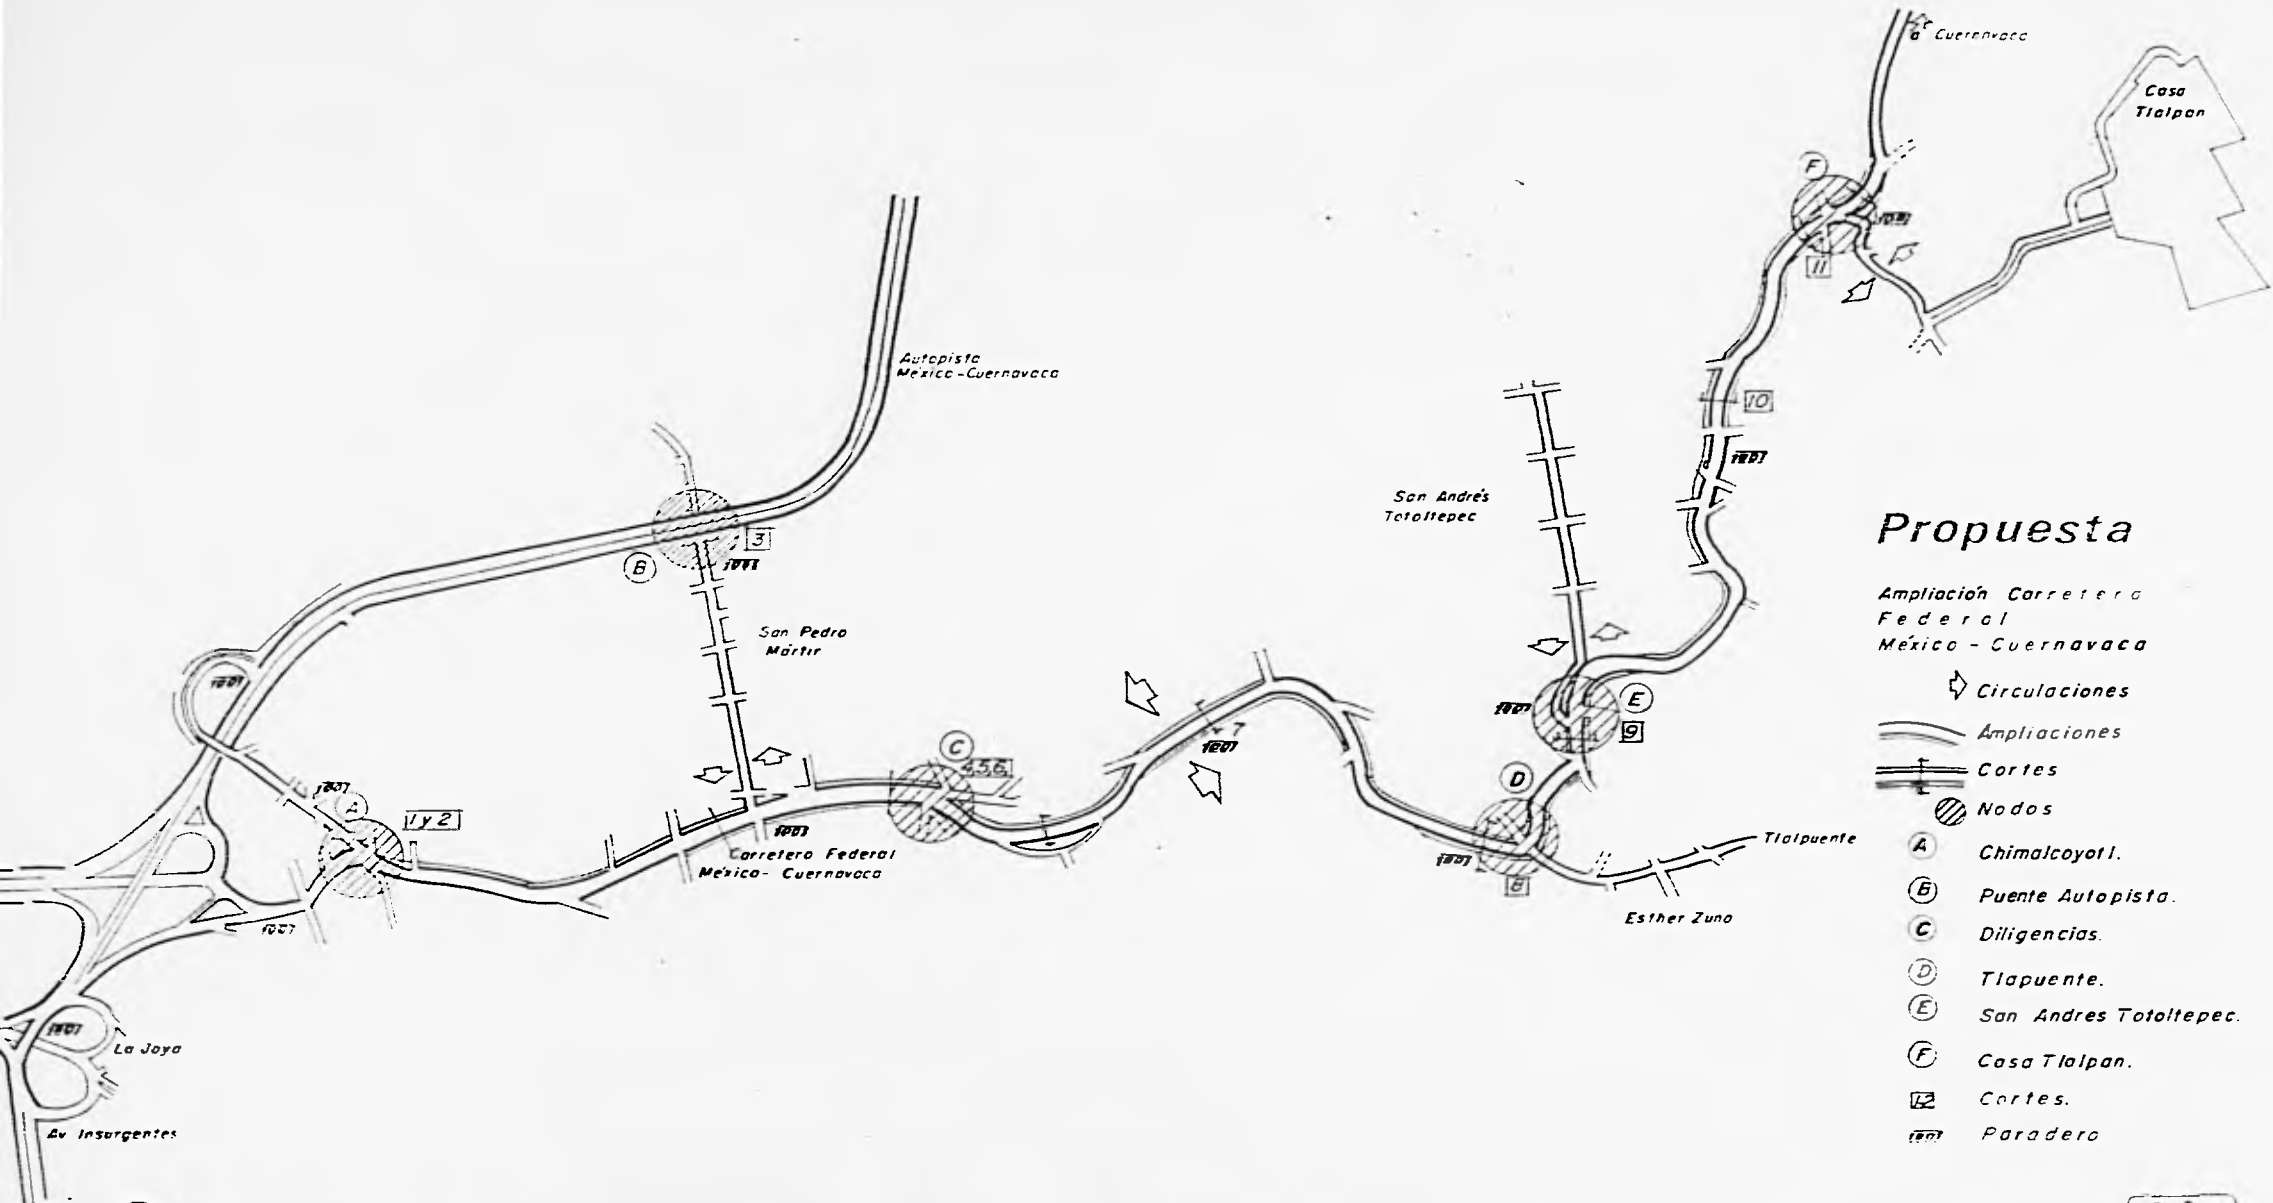 a Cuernavaca
Casa
Tlalpan
F
11
Autopista
México-Cuernavaca
10
San Andrés
Totoltepec
3
B
San Pedro
Mártir
E
9
7
C
4,5,6,
D
A
1 y 2
Carretera Federal
México- Cuernavaca
8
Tlalpuente
Esther Zuno
La Joya
Av Insurgentes
Propuesta
Ampliación Carretera
Federal
México - Cuernavaca
Circulaciones
Ampliaciones
Cortes
Nodos
A Chimalcoyotl.
B Puente Autopista.
C Diligencias.
D Tlapuente.
E San Andres Totoltepec.
F Casa Tlalpan.
1-2 Cortes.
Paradero